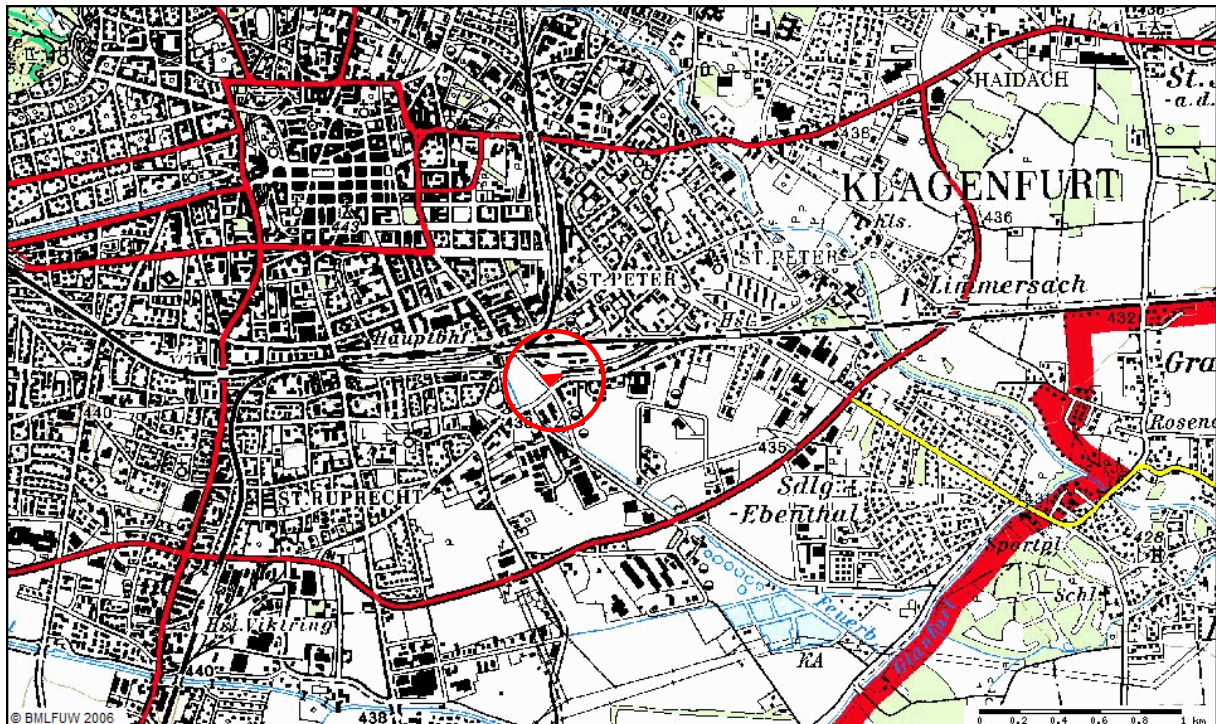 HAIDACH
St.
-a.d.
438
KLAGENFURT
Kls.
436
443
ST. PETER
ST. PETER
Limmersach
Hst.
432
Hauptbhf.
Gra
440
Rosen
435
ST. RUPRECHT
Sdlg.-
-Ebenthal
Sportpl.
428
Schl.
Feuerb.
Glanfurt
Hst. Viktring
KA
440
438
© BMLFUW 2006
0 0.2 0.4 0.6 0.8 1 km